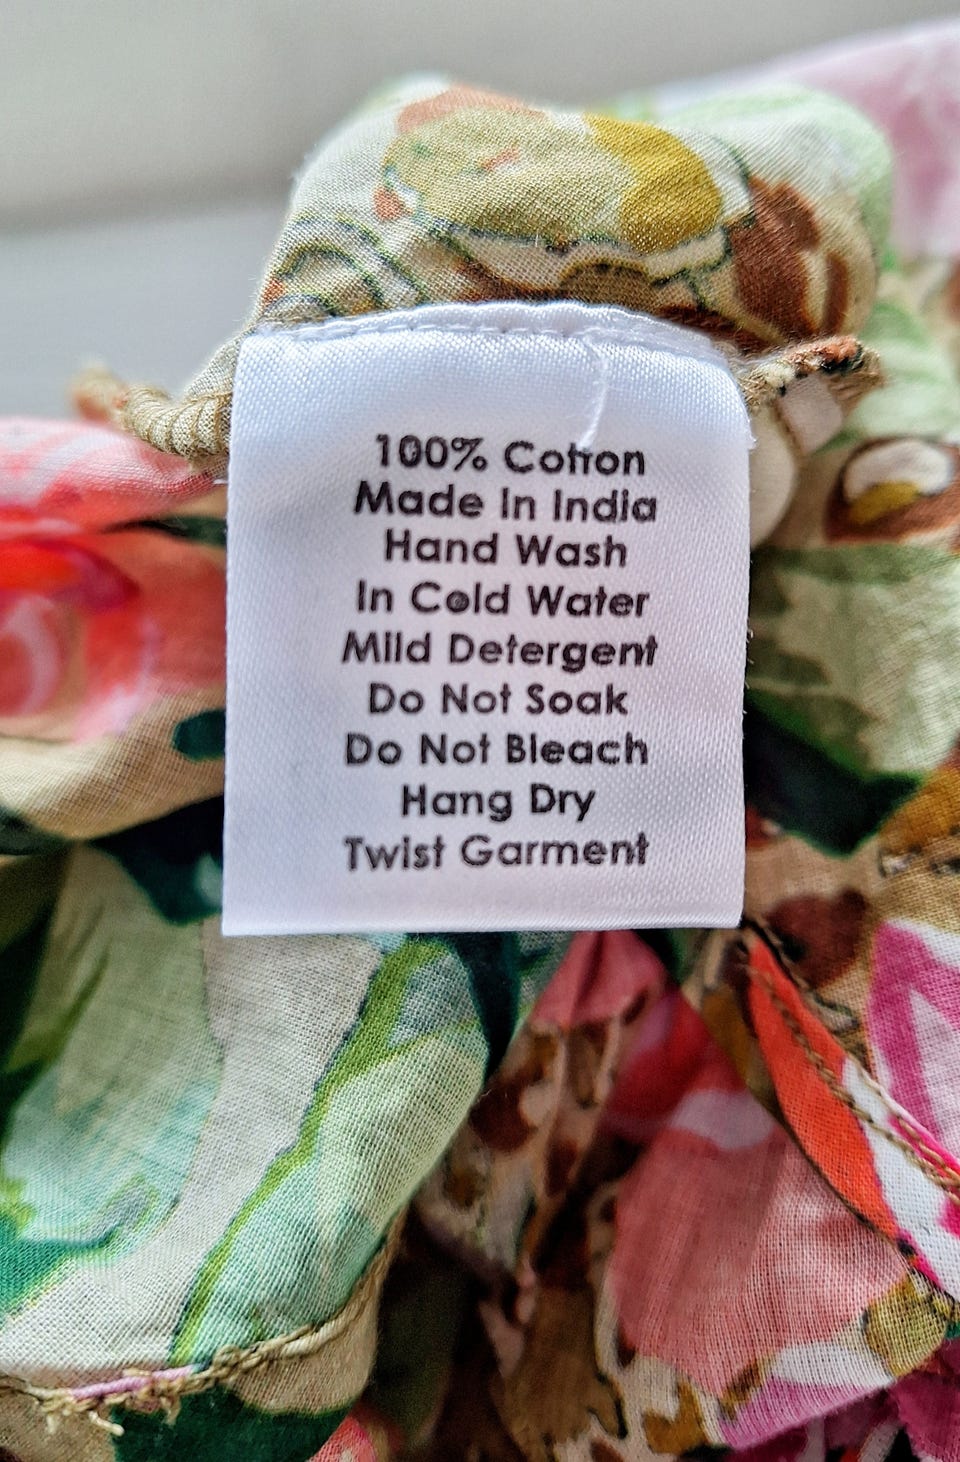 100% Cotton
Made In India
Hand Wash
In Cold Water
Mild Detergent
Do Not Soak
Do Not Bleach
Hang Dry
Twist Garment